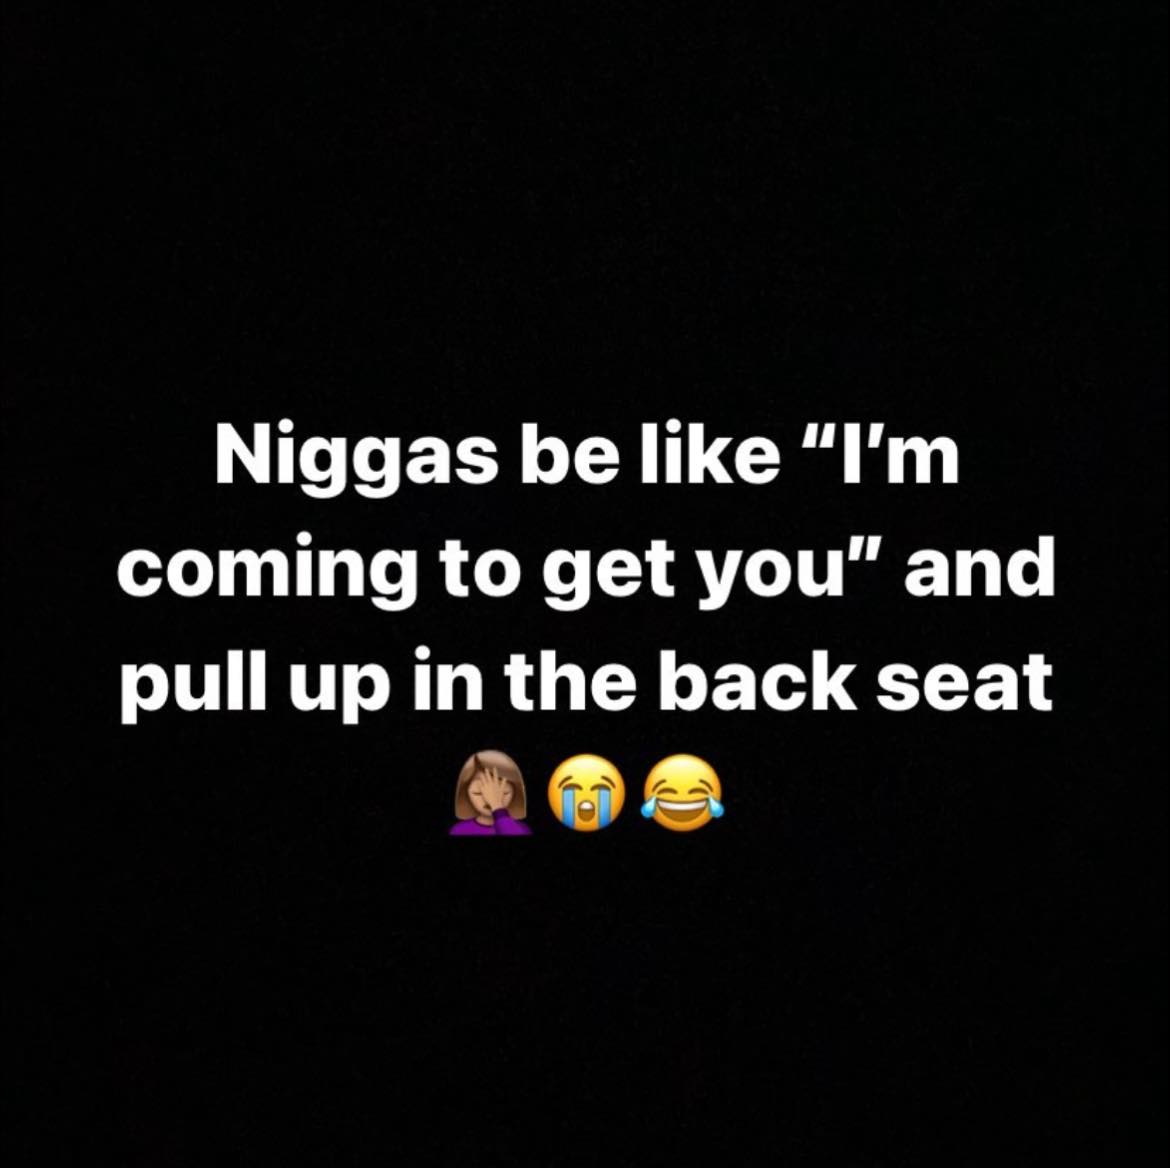 Niggas be like “I’m
coming to get you” and
pull up in the back seat
🤦🏽‍♀️😭😂